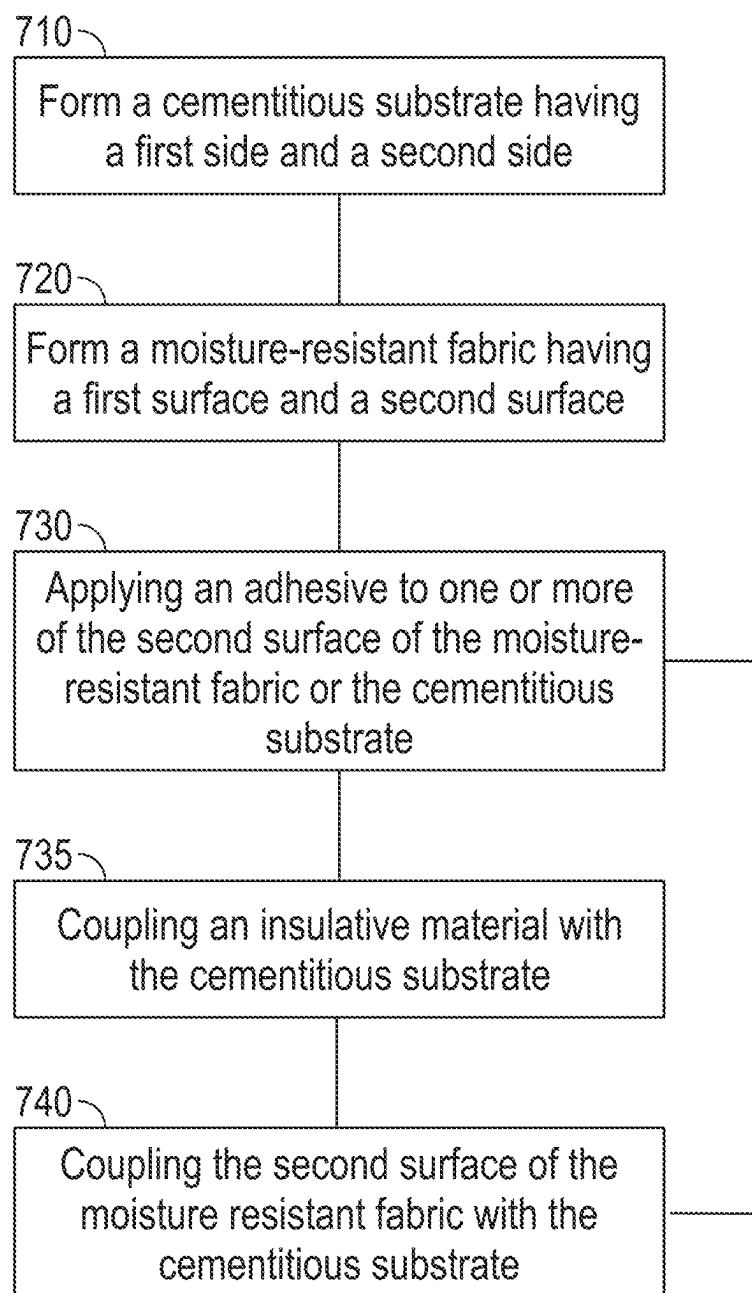 710
Form a cementitious substrate having
a first side and a second side
720
Form a moisture-resistant fabric having
a first surface and a second surface
730
Applying an adhesive to one or more
of the second surface of the moisture-
resistant fabric or the cementitious
substrate
735
Coupling an insulative material with
the cementitious substrate
740
Coupling the second surface of the
moisture resistant fabric with the
cementitious substrate